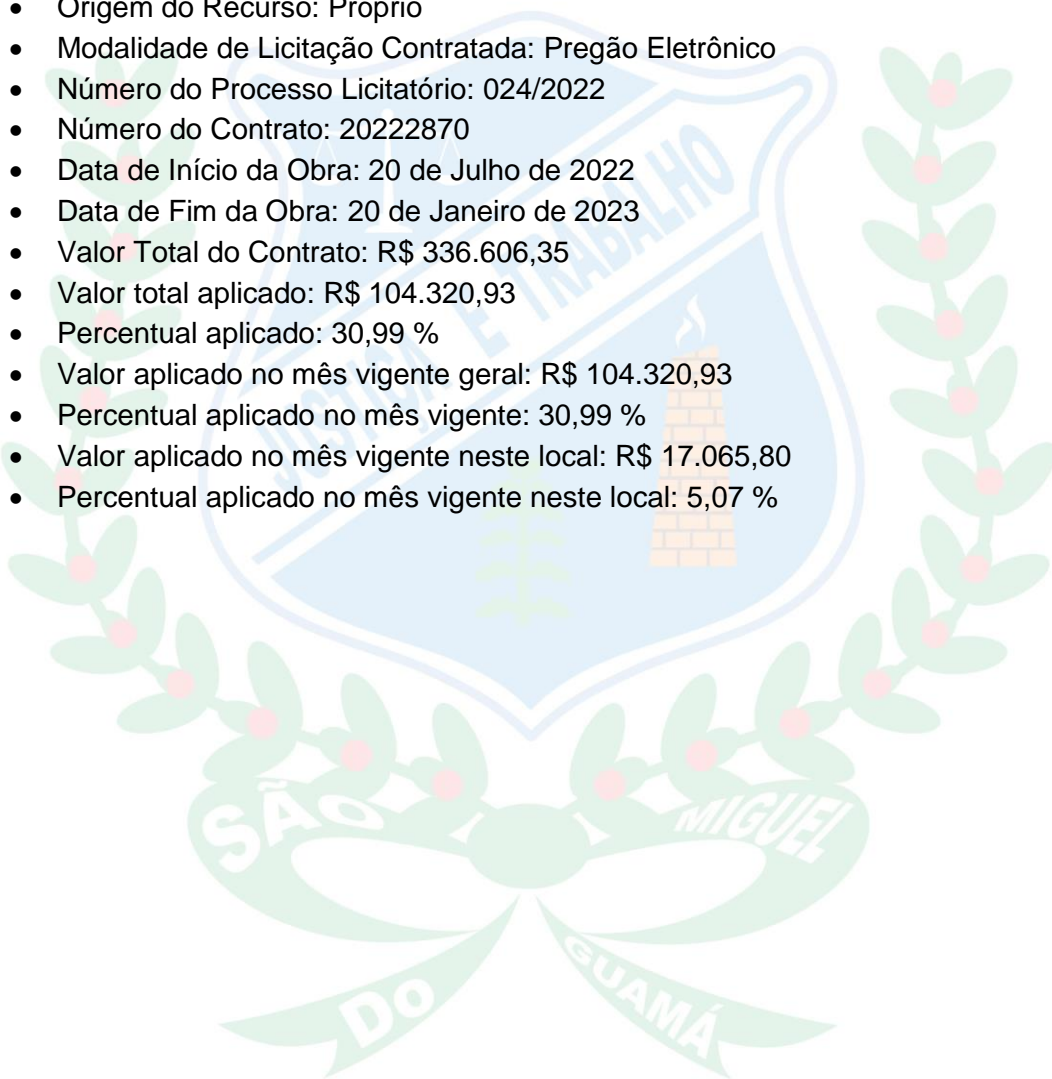 • Origem do Recurso: Próprio
• Modalidade de Licitação Contratada: Pregão Eletrônico
• Número do Processo Licitatório: 024/2022
• Número do Contrato: 20222870
• Data de Início da Obra: 20 de Julho de 2022
• Data de Fim da Obra: 20 de Janeiro de 2023
• Valor Total do Contrato: R$ 336.606,35
• Valor total aplicado: R$ 104.320,93
• Percentual aplicado: 30,99 %
• Valor aplicado no mês vigente geral: R$ 104.320,93
• Percentual aplicado no mês vigente: 30,99 %
• Valor aplicado no mês vigente neste local: R$ 17.065,80
• Percentual aplicado no mês vigente neste local: 5,07 %
JUSTIÇA E TRABALHO
SÃO MIGUEL
DO GUAMÁ